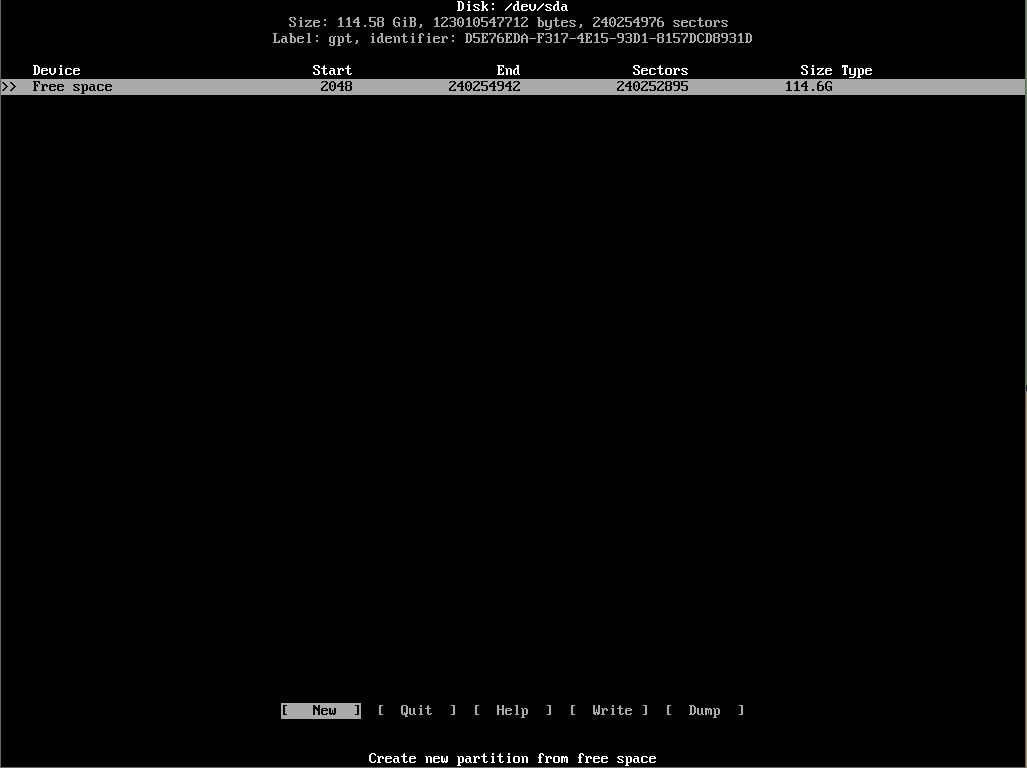 Disk: /dev/sda
Size: 114.58 GiB, 123010547712 bytes, 240254976 sectors
Label: gpt, identifier: D5E76EDA-F317-4E15-93D1-8157DCD8931D
Device Start End Sectors Size Type
>> Free space 2048 240254942 240252895 114.6G
[ New ] [ Quit ] [ Help ] [ Write ] [ Dump ]
Create new partition from free space